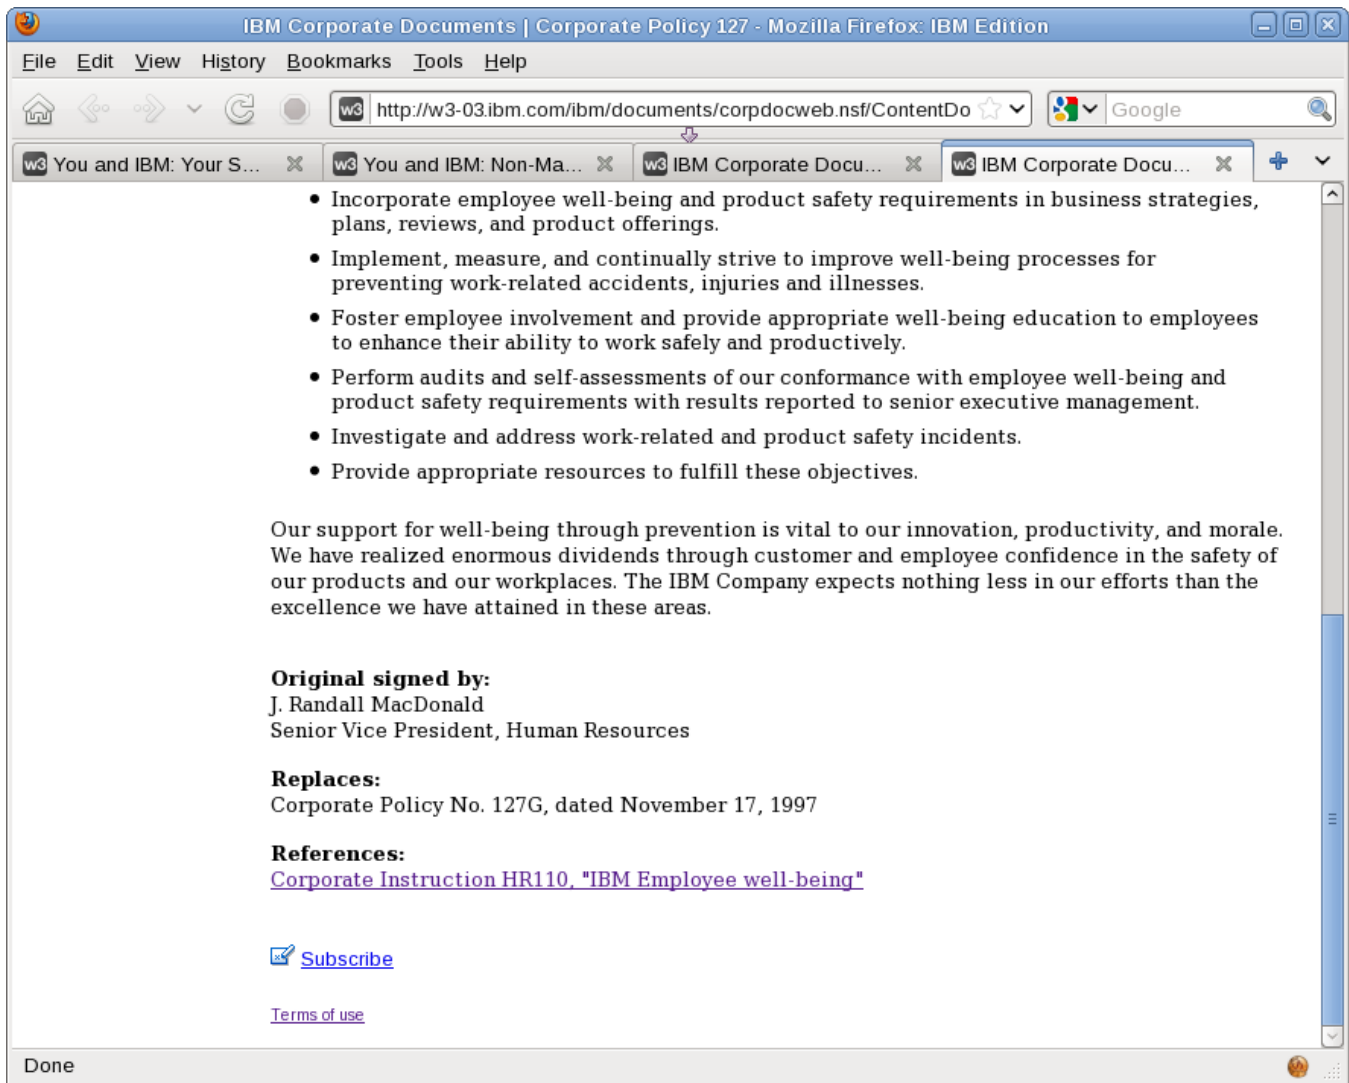 IBM Corporate Documents | Corporate Policy 127 - Mozilla Firefox: IBM Edition
File Edit View History Bookmarks Tools Help
w3 http://w3-03.ibm.com/ibm/documents/corpdocweb.nsf/ContentDo Google
w3 You and IBM: Your S... w3 You and IBM: Non-Ma... w3 IBM Corporate Docu... w3 IBM Corporate Docu...
• Incorporate employee well-being and product safety requirements in business strategies,
plans, reviews, and product offerings.
• Implement, measure, and continually strive to improve well-being processes for
preventing work-related accidents, injuries and illnesses.
• Foster employee involvement and provide appropriate well-being education to employees
to enhance their ability to work safely and productively.
• Perform audits and self-assessments of our conformance with employee well-being and
product safety requirements with results reported to senior executive management.
• Investigate and address work-related and product safety incidents.
• Provide appropriate resources to fulfill these objectives.
Our support for well-being through prevention is vital to our innovation, productivity, and morale.
We have realized enormous dividends through customer and employee confidence in the safety of
our products and our workplaces. The IBM Company expects nothing less in our efforts than the
excellence we have attained in these areas.
Original signed by:
J. Randall MacDonald
Senior Vice President, Human Resources
Replaces:
Corporate Policy No. 127G, dated November 17, 1997
References:
Corporate Instruction HR110, "IBM Employee well-being"
Subscribe
Terms of use
Done